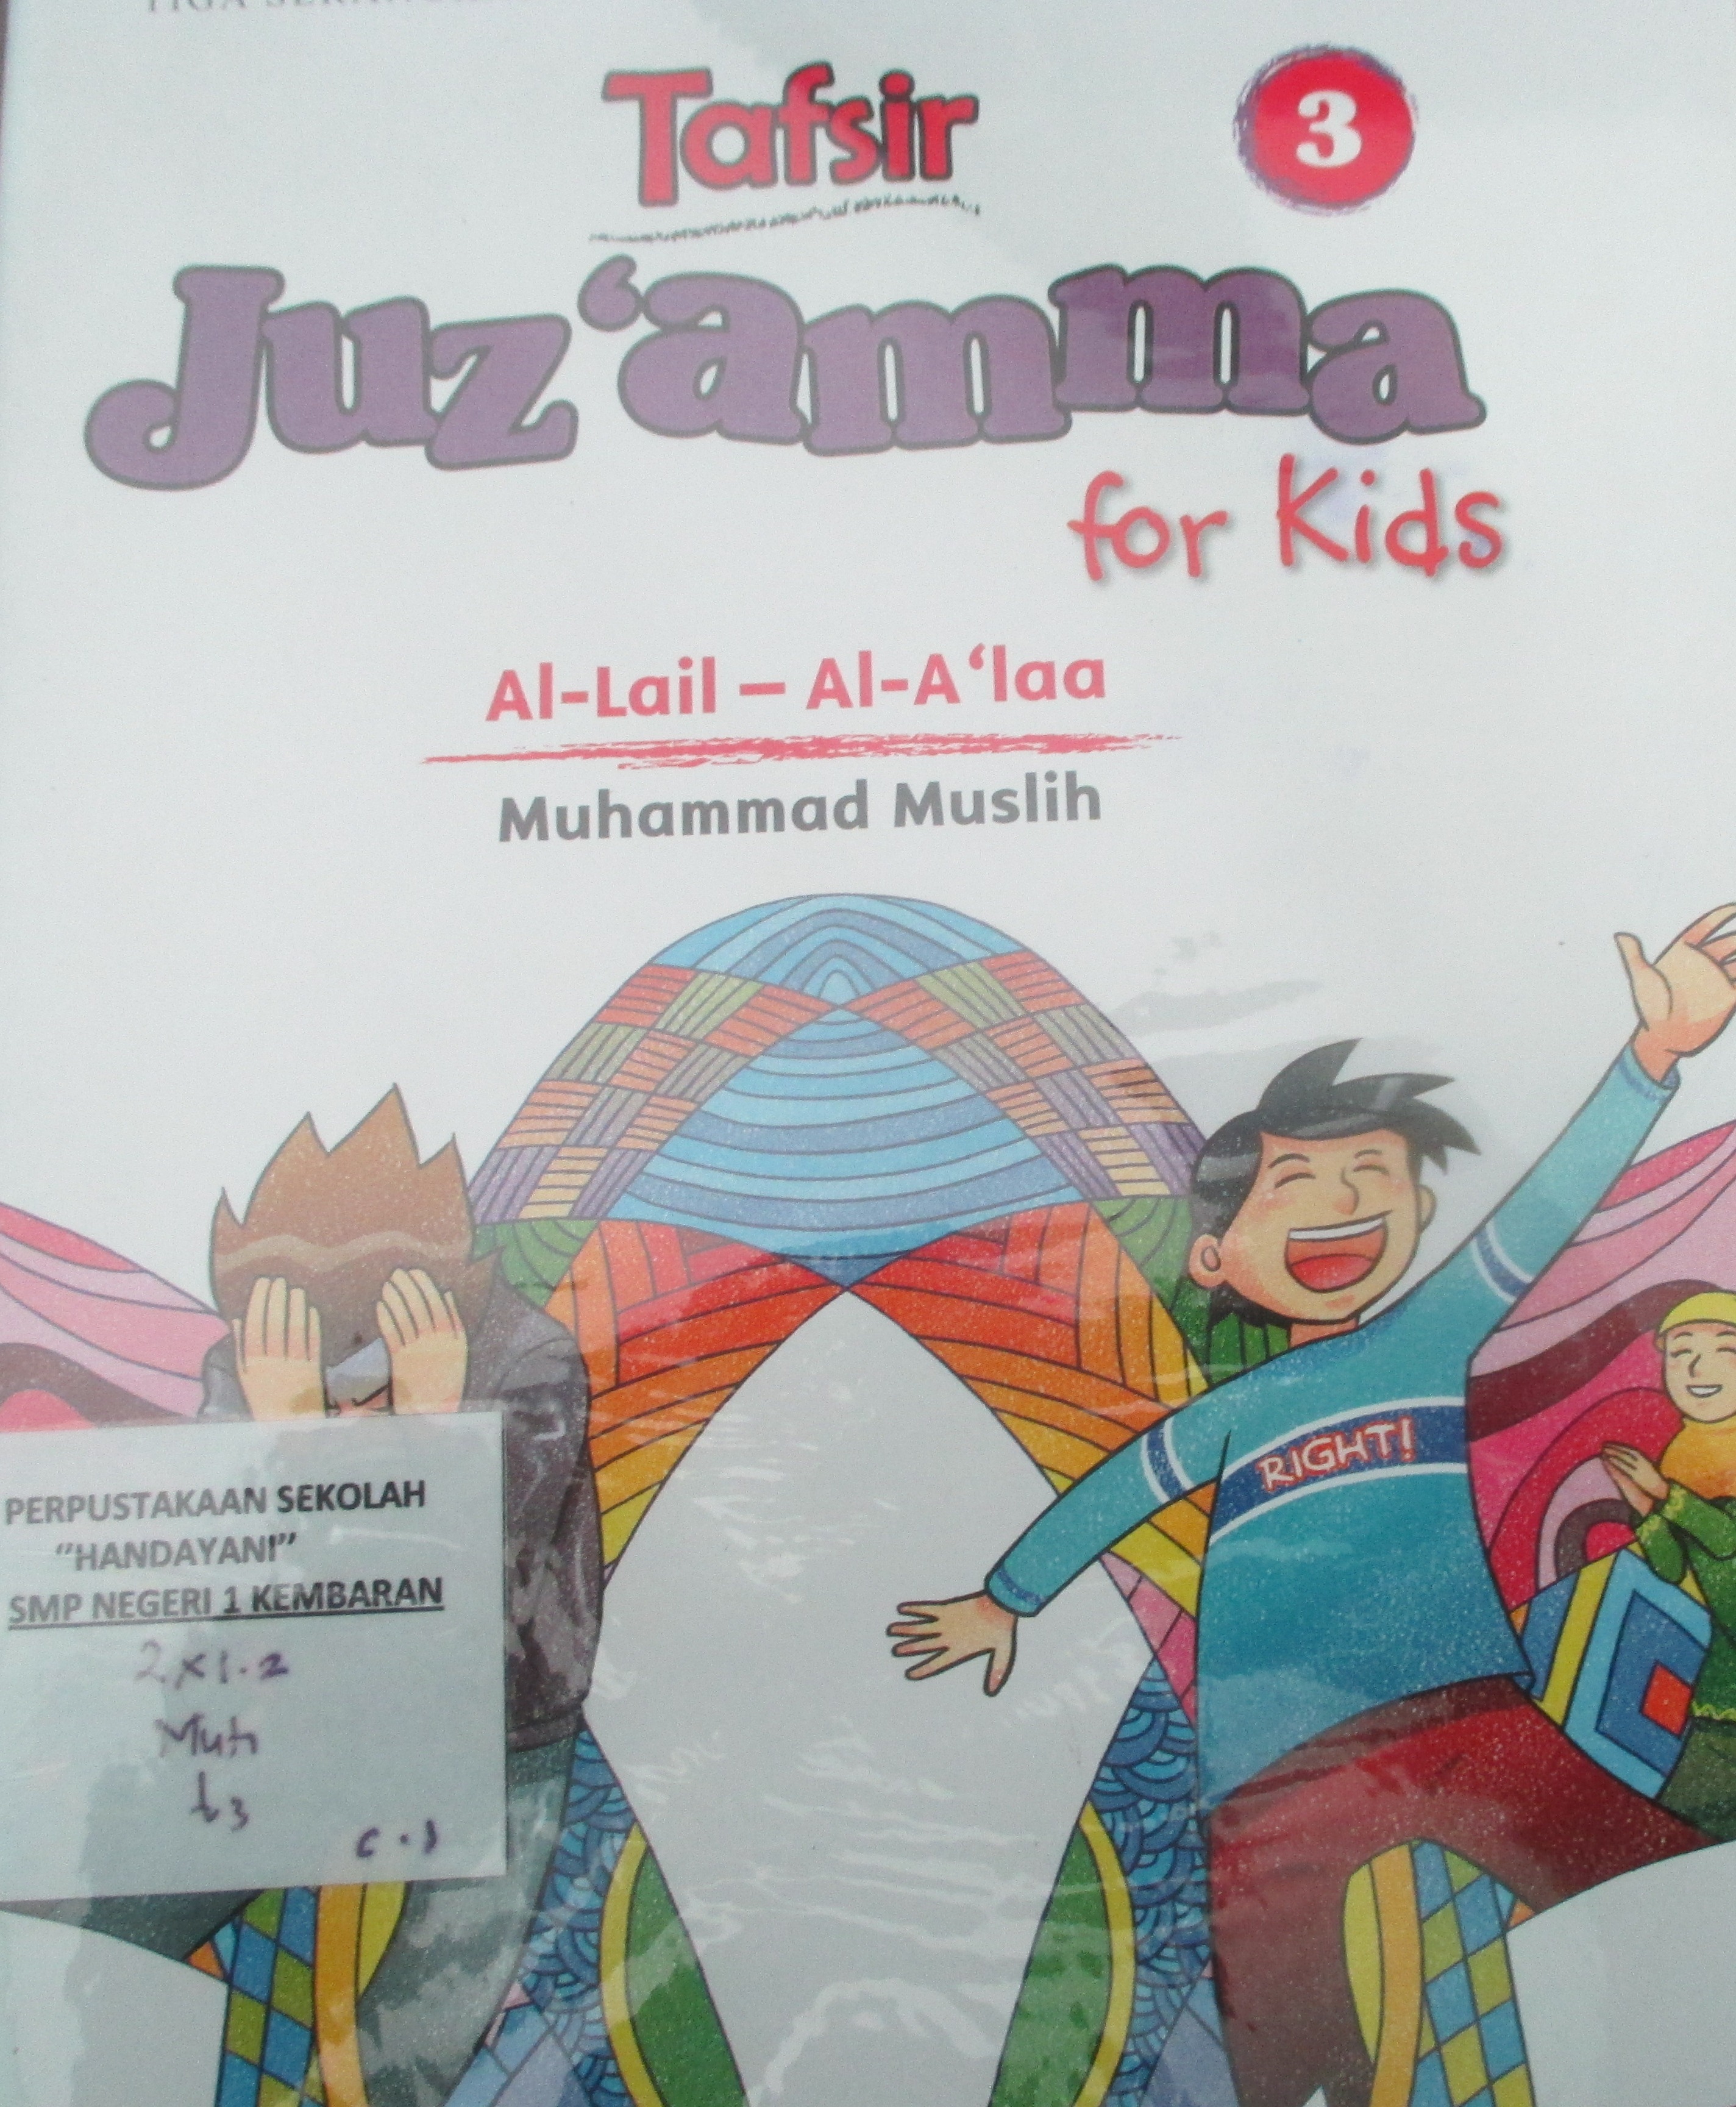 Tafsir
3
Juz‘amma
for Kids
Al-Lail – Al-A‘laa
Muhammad Muslih
RIGHT!
PERPUSTAKAAN SEKOLAH
“HANDAYANI”
SMP NEGERI 1 KEMBARAN
2x1.2
Muh
t3
c.1